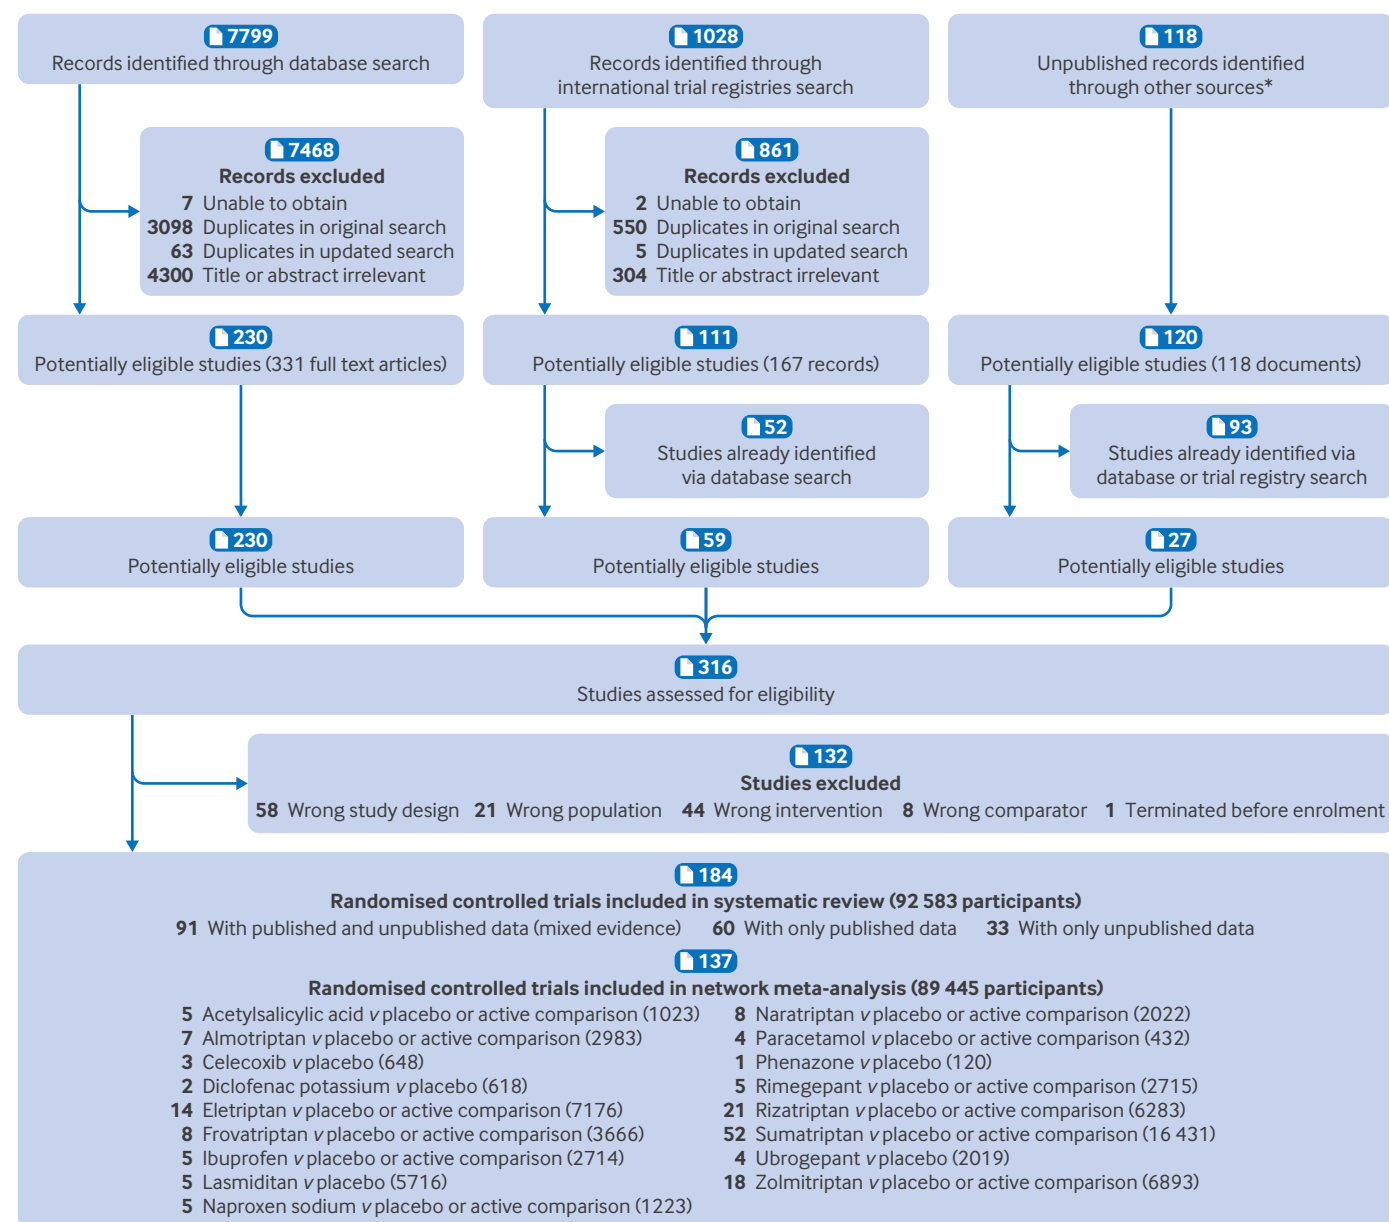 7799
Records identified through database search
1028
Records identified through
international trial registries search
118
Unpublished records identified
through other sources*
7468
Records excluded
7 Unable to obtain
3098 Duplicates in original search
63 Duplicates in updated search
4300 Title or abstract irrelevant
861
Records excluded
2 Unable to obtain
550 Duplicates in original search
5 Duplicates in updated search
304 Title or abstract irrelevant
230
Potentially eligible studies (331 full text articles)
111
Potentially eligible studies (167 records)
120
Potentially eligible studies (118 documents)
52
Studies already identified
via database search
93
Studies already identified via
database or trial registry search
230
Potentially eligible studies
59
Potentially eligible studies
27
Potentially eligible studies
316
Studies assessed for eligibility
132
Studies excluded
58 Wrong study design 21 Wrong population 44 Wrong intervention 8 Wrong comparator 1 Terminated before enrolment
184
Randomised controlled trials included in systematic review (92 583 participants)
91 With published and unpublished data (mixed evidence) 60 With only published data 33 With only unpublished data
137
Randomised controlled trials included in network meta-analysis (89 445 participants)
5 Acetylsalicylic acid v placebo or active comparison (1023)
7 Almotriptan v placebo or active comparison (2983)
3 Celecoxib v placebo (648)
2 Diclofenac potassium v placebo (618)
14 Eletriptan v placebo or active comparison (7176)
8 Frovatriptan v placebo or active comparison (3666)
5 Ibuprofen v placebo or active comparison (2714)
5 Lasmiditan v placebo (5716)
5 Naproxen sodium v placebo or active comparison (1223)
8 Naratriptan v placebo or active comparison (2022)
4 Paracetamol v placebo or active comparison (432)
1 Phenazone v placebo (120)
5 Rimegepant v placebo or active comparison (2715)
21 Rizatriptan v placebo or active comparison (6283)
52 Sumatriptan v placebo or active comparison (16 431)
4 Ubrogepant v placebo (2019)
18 Zolmitriptan v placebo or active comparison (6893)